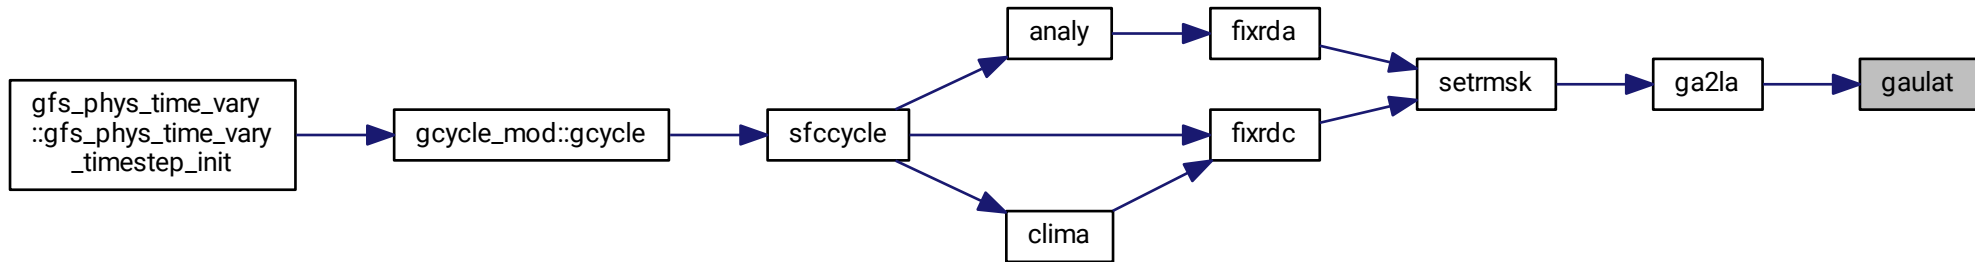 gfs_phys_time_vary
::gfs_phys_time_vary
_timestep_init
gcycle_mod::gcycle
sfccycle
analy
fixrda
fixrdc
clima
setrmsk
ga2la
gaulat